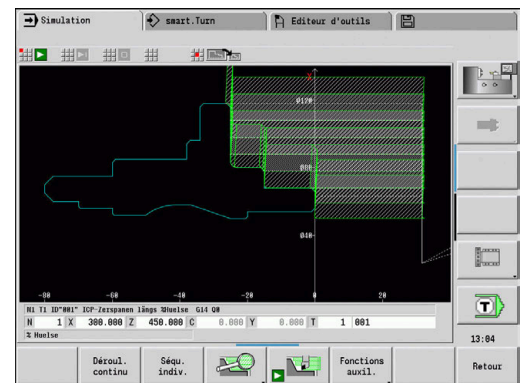 Simulation smart.Turn Editeur d'outils
X
Ø120
Ø80
Ø40
-80 -60 -40 -20 0 20
N1 T1 ID"001" ICP-Zerspanen längs %Huelse G14 Q0
N 1 X 300.000 Z 450.000 C 0.000 Y 0.000 T 1 001
% Huelse
T
13:04
Déroul. continu Séqu. indiv. Fonctions auxil. Retour